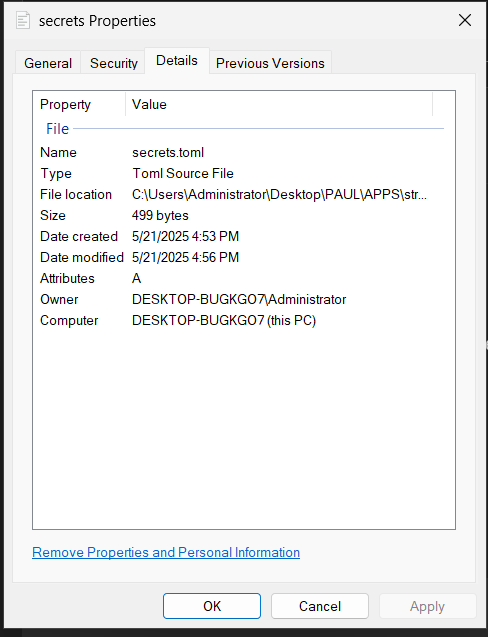 secrets Properties
General Security Details Previous Versions
Property Value
File
Name secrets.toml
Type Toml Source File
File location C:\Users\Administrator\Desktop\PAUL\APPS\str...
Size 499 bytes
Date created 5/21/2025 4:53 PM
Date modified 5/21/2025 4:56 PM
Attributes A
Owner DESKTOP-BUGKGO7\Administrator
Computer DESKTOP-BUGKGO7 (this PC)
Remove Properties and Personal Information
OK Cancel Apply